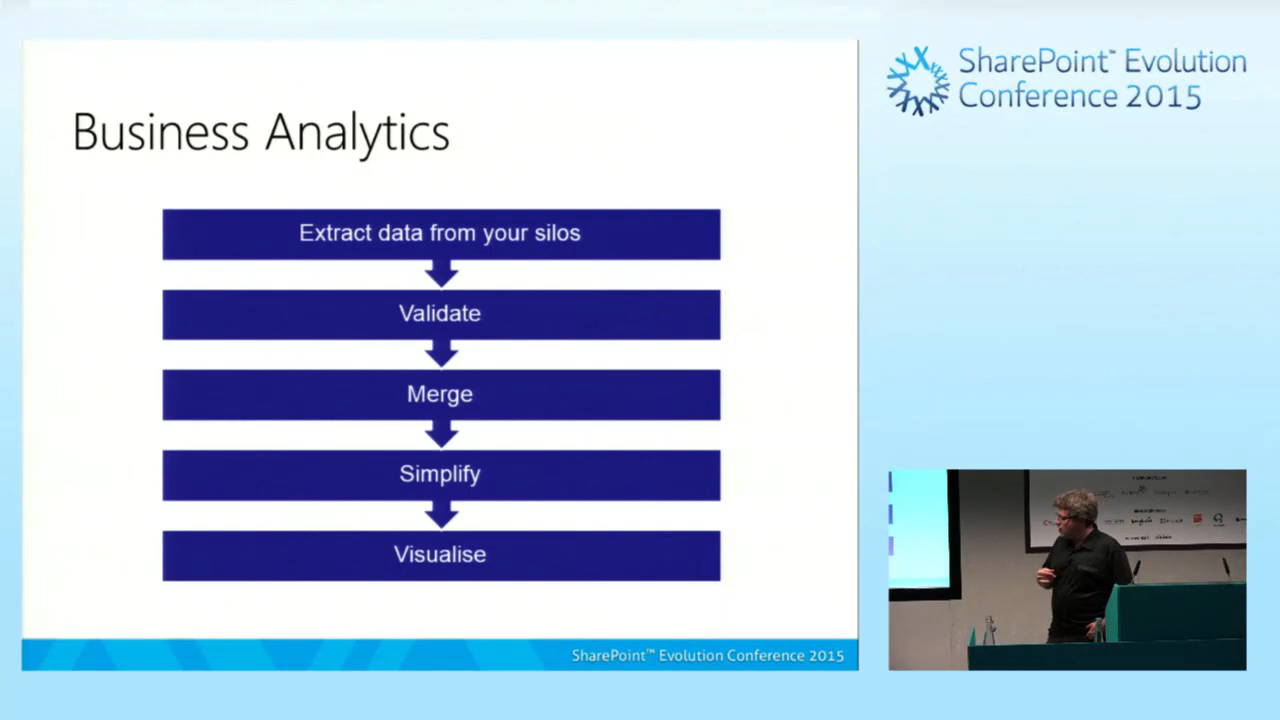 Business Analytics
Extract data from your silos
Validate
Merge
Simplify
Visualise
SharePoint™ Evolution Conference 2015
SharePoint™ Evolution
Conference 2015